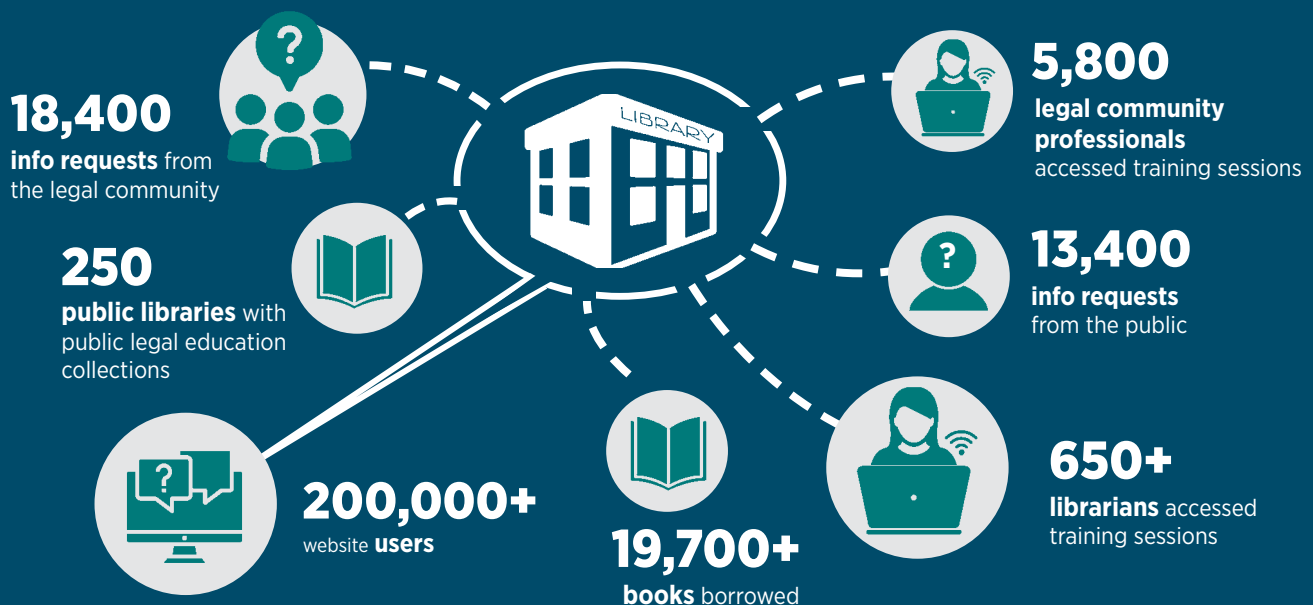 ?
18,400
info requests from
the legal community
250
public libraries with
public legal education
collections
?
200,000+
website users
LIBRARY
19,700+
books borrowed
5,800
legal community
professionals
accessed training sessions
?
13,400
info requests
from the public
650+
librarians accessed
training sessions